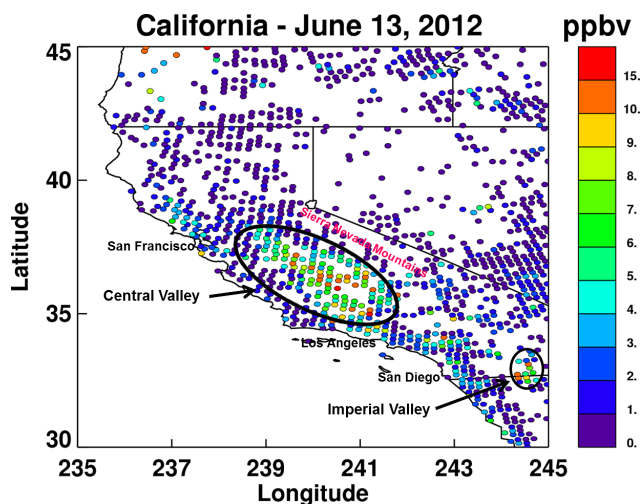 California - June 13, 2012
ppbv
45
40
35
30
Latitude
235
237
239
241
243
245
Longitude
San Francisco
Central Valley
Sierra Nevada Mountains
Los Angeles
San Diego
Imperial Valley
15.
10.
9.
8.
7.
6.
5.
4.
3.
2.
1.
0.